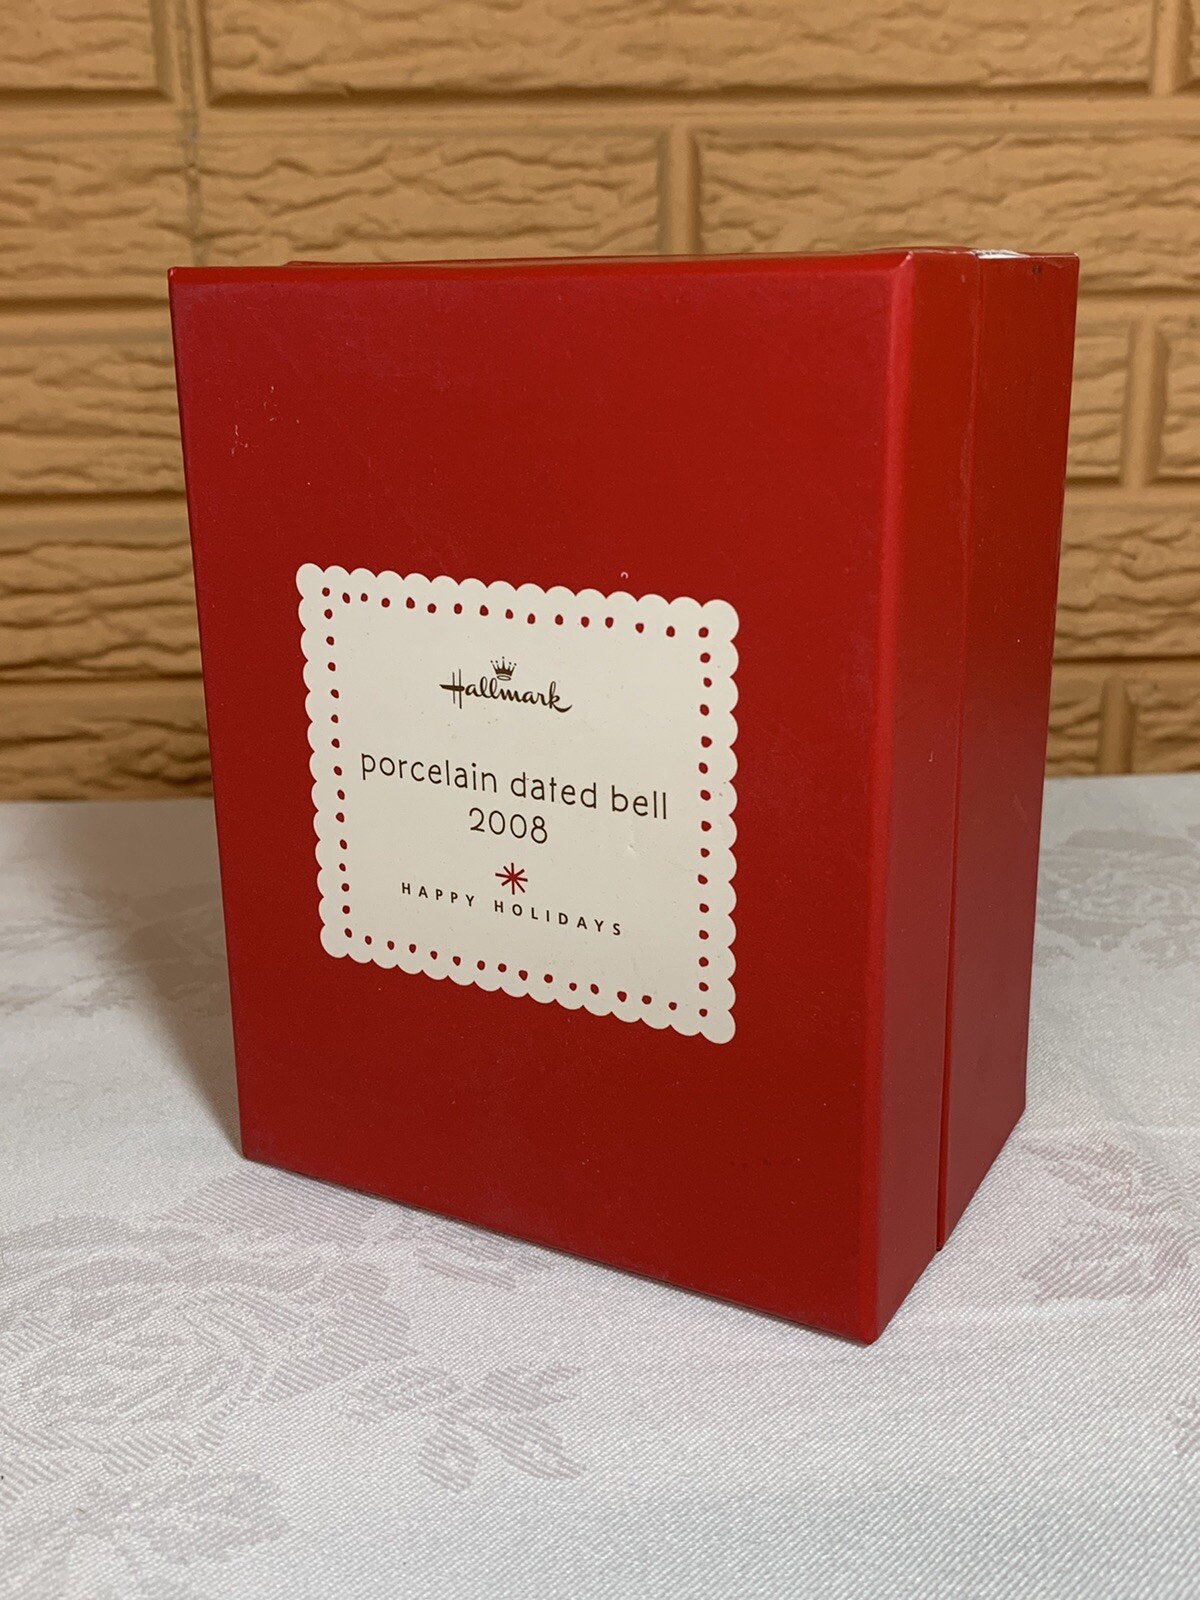 Hallmark
porcelain dated bell
2008
HAPPY HOLIDAYS